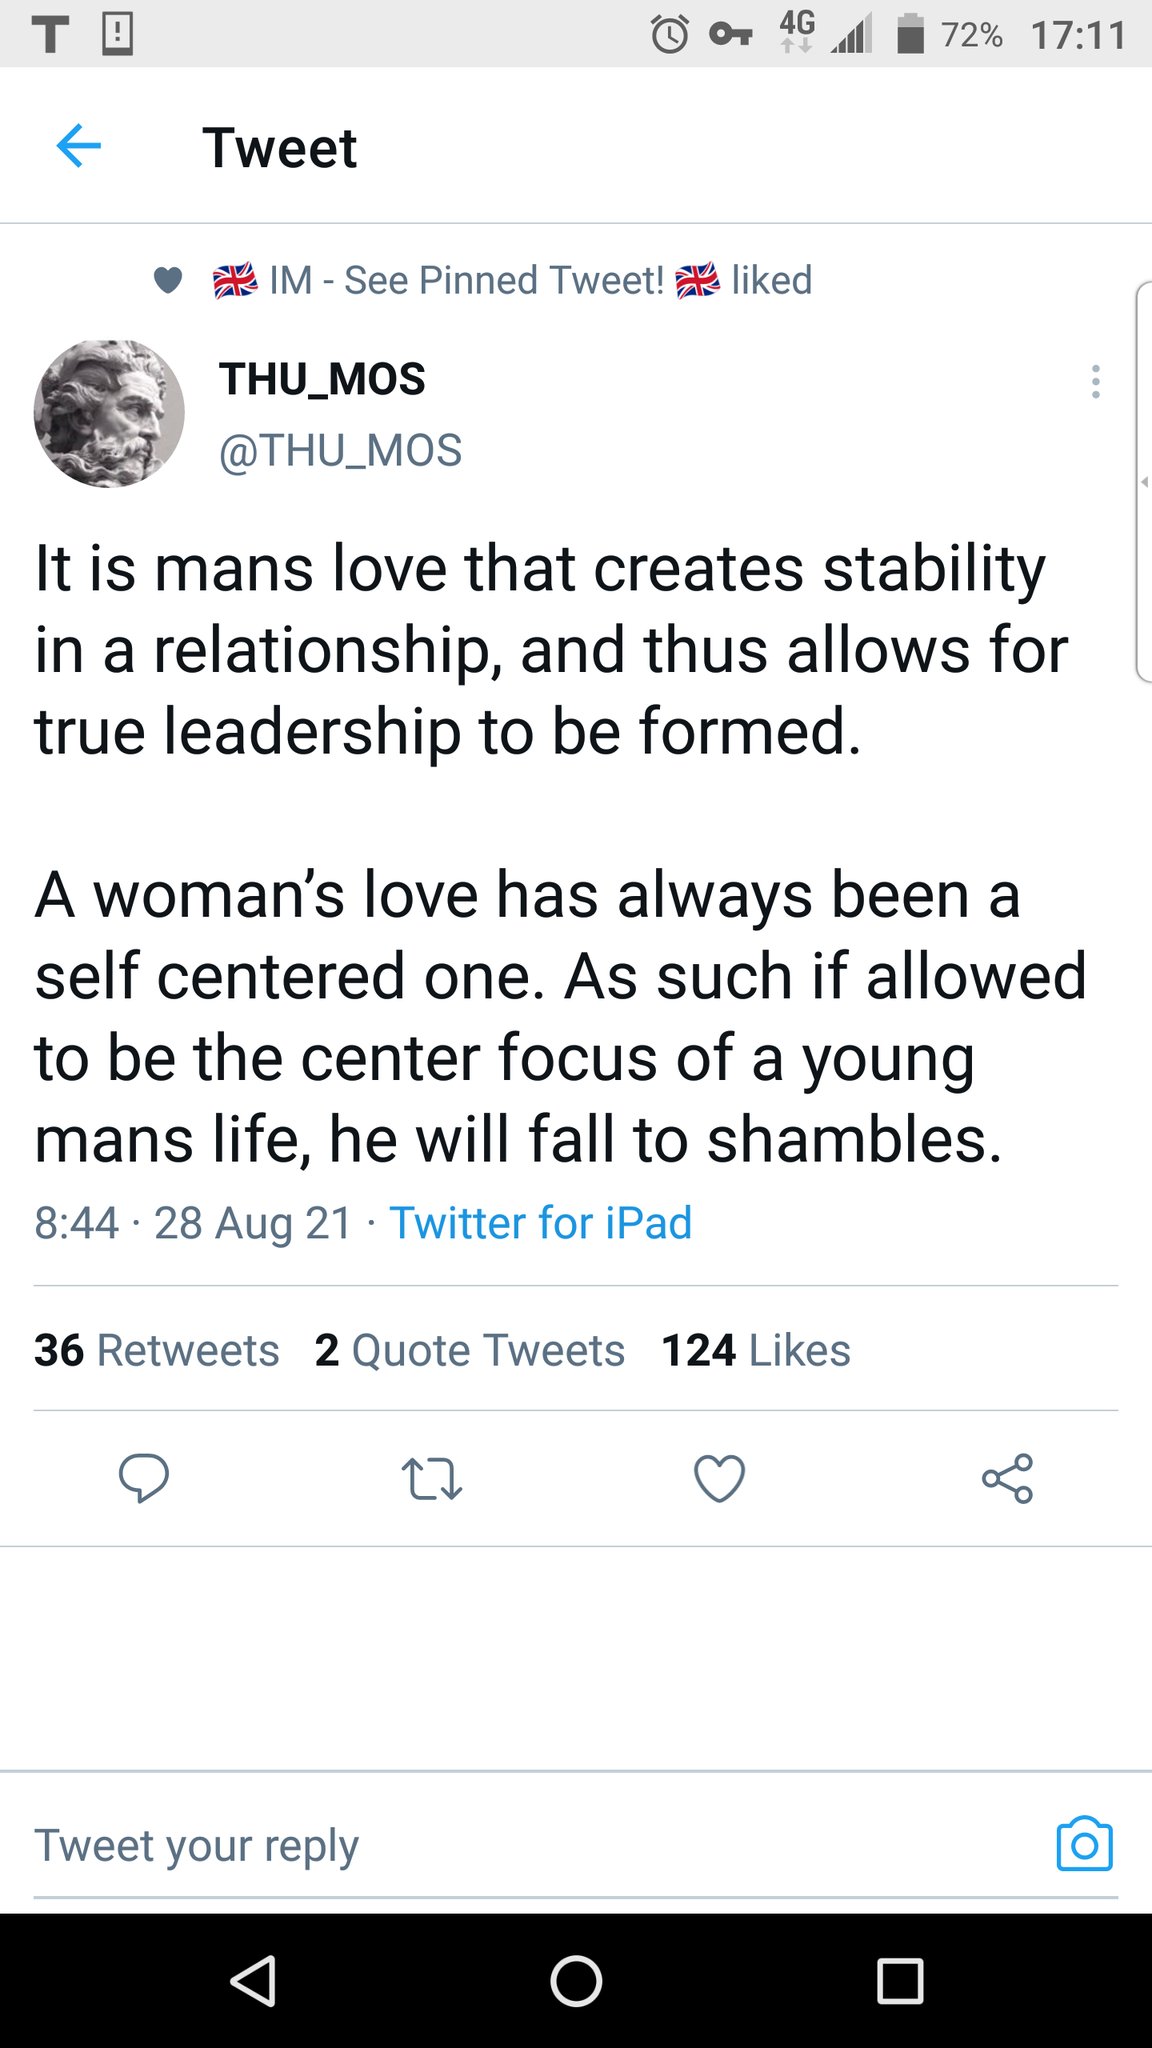 4G 72% 17:11
Tweet
🇬🇧 IM - See Pinned Tweet! 🇬🇧 liked
THU_MOS
@THU_MOS
It is mans love that creates stability
in a relationship, and thus allows for
true leadership to be formed.
A woman’s love has always been a
self centered one. As such if allowed
to be the center focus of a young
mans life, he will fall to shambles.
8:44 · 28 Aug 21 · Twitter for iPad
36 Retweets 2 Quote Tweets 124 Likes
Tweet your reply